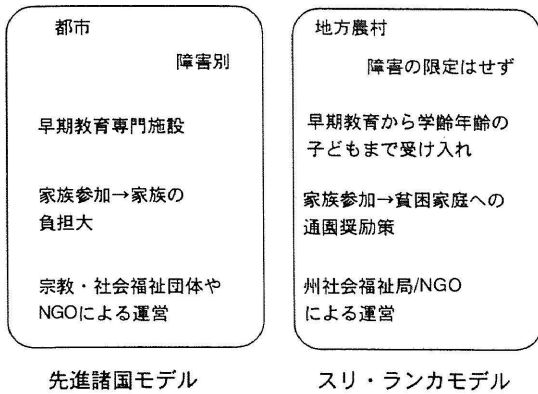 都市
障害別
早期教育専門施設
家族参加→家族の
負担大
宗教・社会福祉団体や
NGOによる運営
先進諸国モデル
地方農村
障害の限定はせず
早期教育から学齢年齢の
子どもまで受け入れ
家族参加→貧困家庭への
通園奨励策
州社会福祉局/NGO
による運営
スリ・ランカモデル